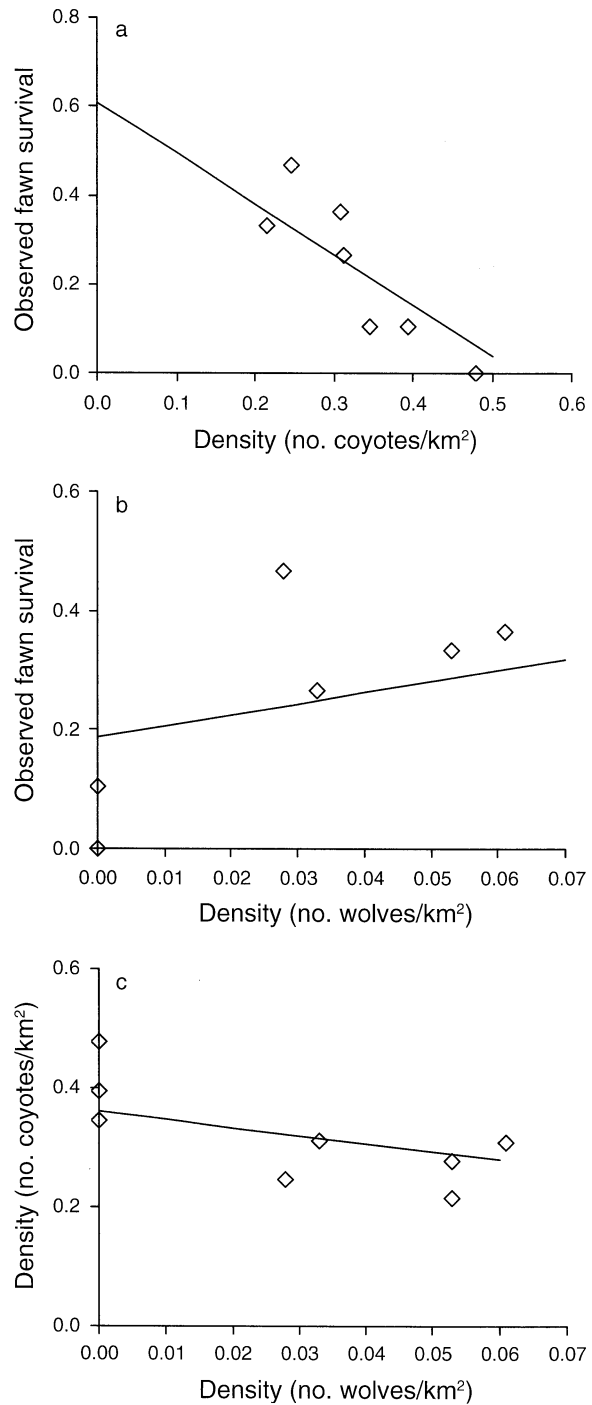 a
0.8
0.6
0.4
0.2
0.0
Observed fawn survival
0.0 0.1 0.2 0.3 0.4 0.5 0.6
Density (no. coyotes/km²)
b
0.6
0.4
0.2
0.0
Observed fawn survival
0.00 0.01 0.02 0.03 0.04 0.05 0.06 0.07
Density (no. wolves/km²)
c
0.6
0.4
0.2
0.0
Density (no. coyotes/km²)
0.00 0.01 0.02 0.03 0.04 0.05 0.06 0.07
Density (no. wolves/km²)